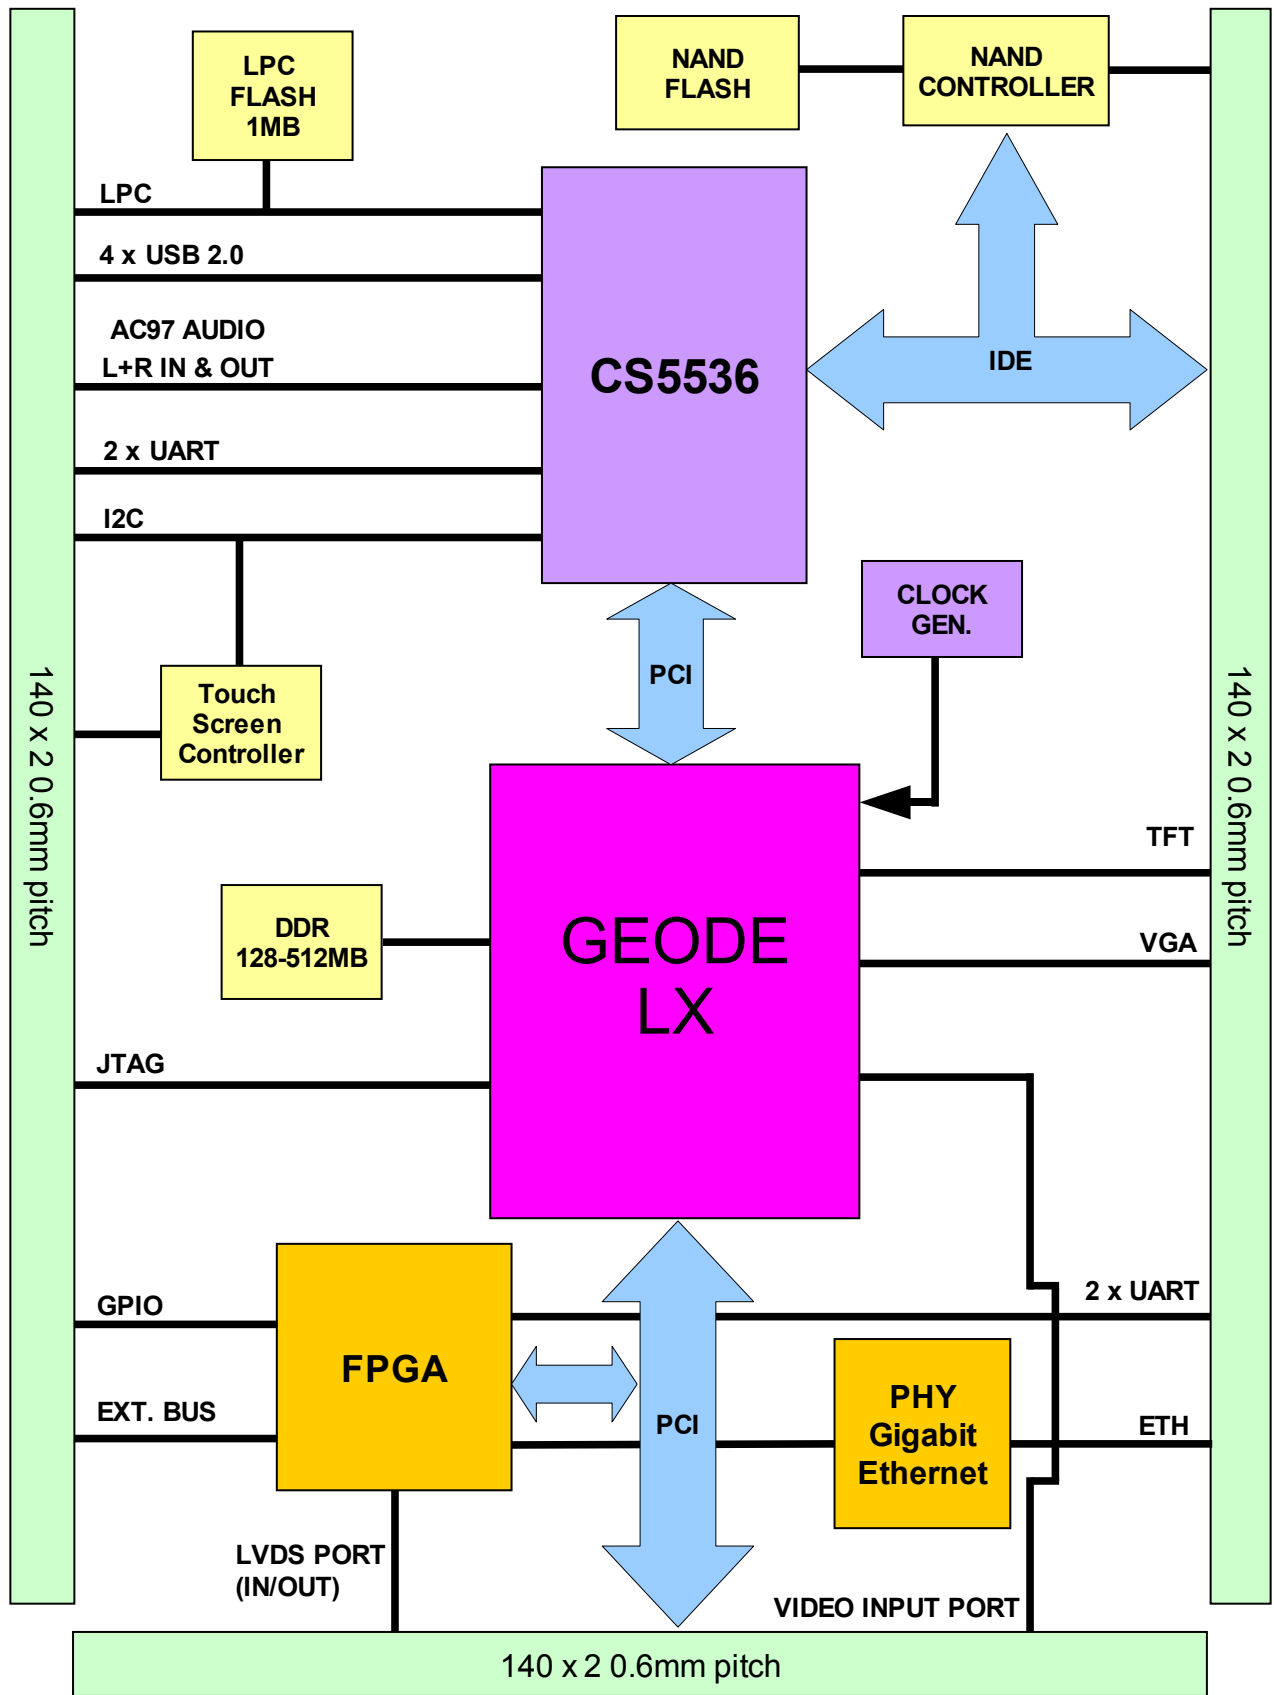 LPC
FLASH
1MB
NAND
FLASH
NAND
CONTROLLER
LPC
4 x USB 2.0
AC97 AUDIO
L+R IN & OUT
CS5536
IDE
2 x UART
I2C
CLOCK
GEN.
PCI
Touch
Screen
Controller
140 x 2 0.6mm pitch
140 x 2 0.6mm pitch
TFT
DDR
128-512MB
GEODE
LX
VGA
JTAG
GPIO
2 x UART
FPGA
EXT. BUS
PCI
PHY
Gigabit
Ethernet
ETH
LVDS PORT
(IN/OUT)
VIDEO INPUT PORT
140 x 2 0.6mm pitch